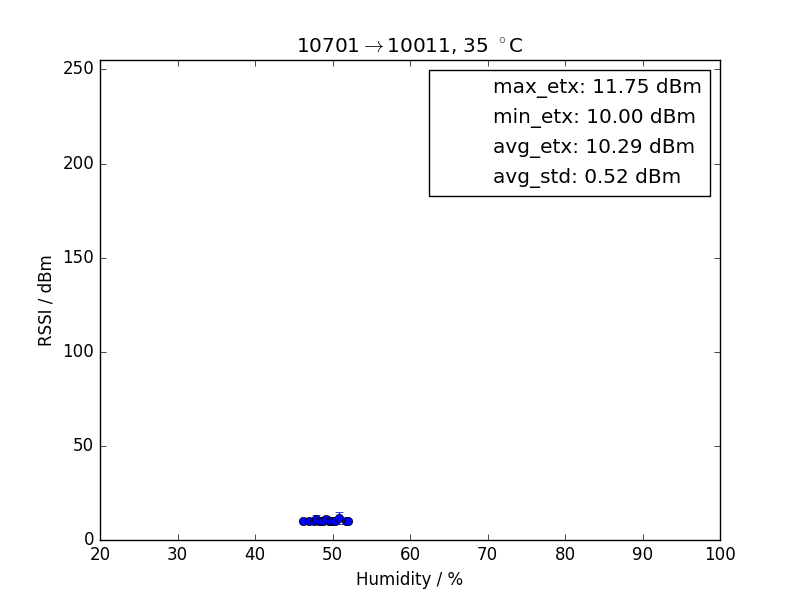 10701→10011, 35 °C
max_etx: 11.75 dBm
min_etx: 10.00 dBm
avg_etx: 10.29 dBm
avg_std: 0.52 dBm
250
200
150
100
50
0
RSSI / dBm
20 30 40 50 60 70 80 90 100
Humidity / %